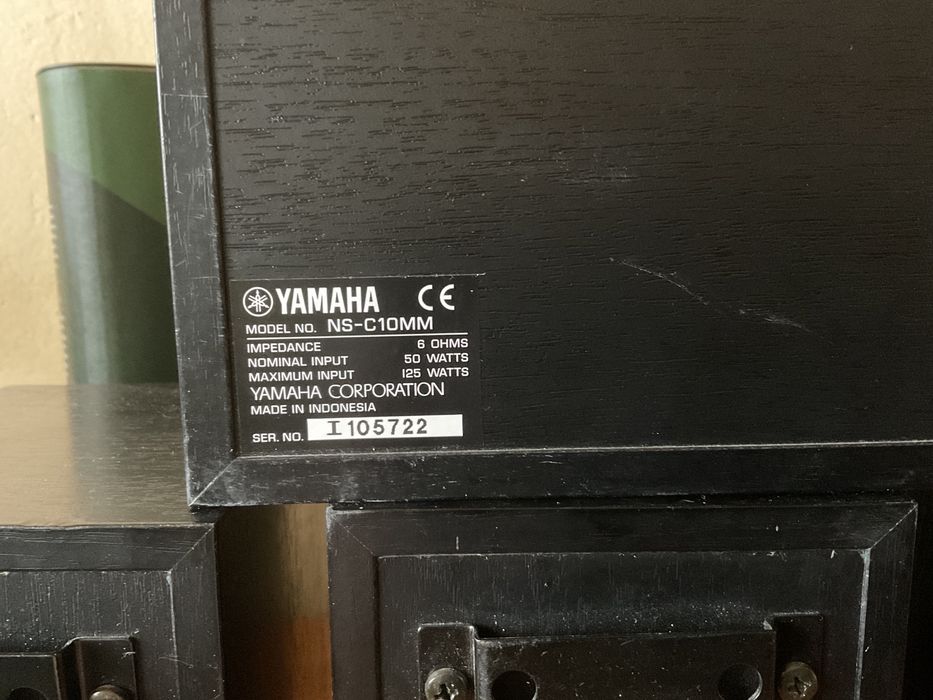 YAMAHA CE
MODEL NO. NS-C10MM
IMPEDANCE 6 OHMS
NOMINAL INPUT 50 WATTS
MAXIMUM INPUT 125 WATTS
YAMAHA CORPORATION
MADE IN INDONESIA
SER. NO. I105722